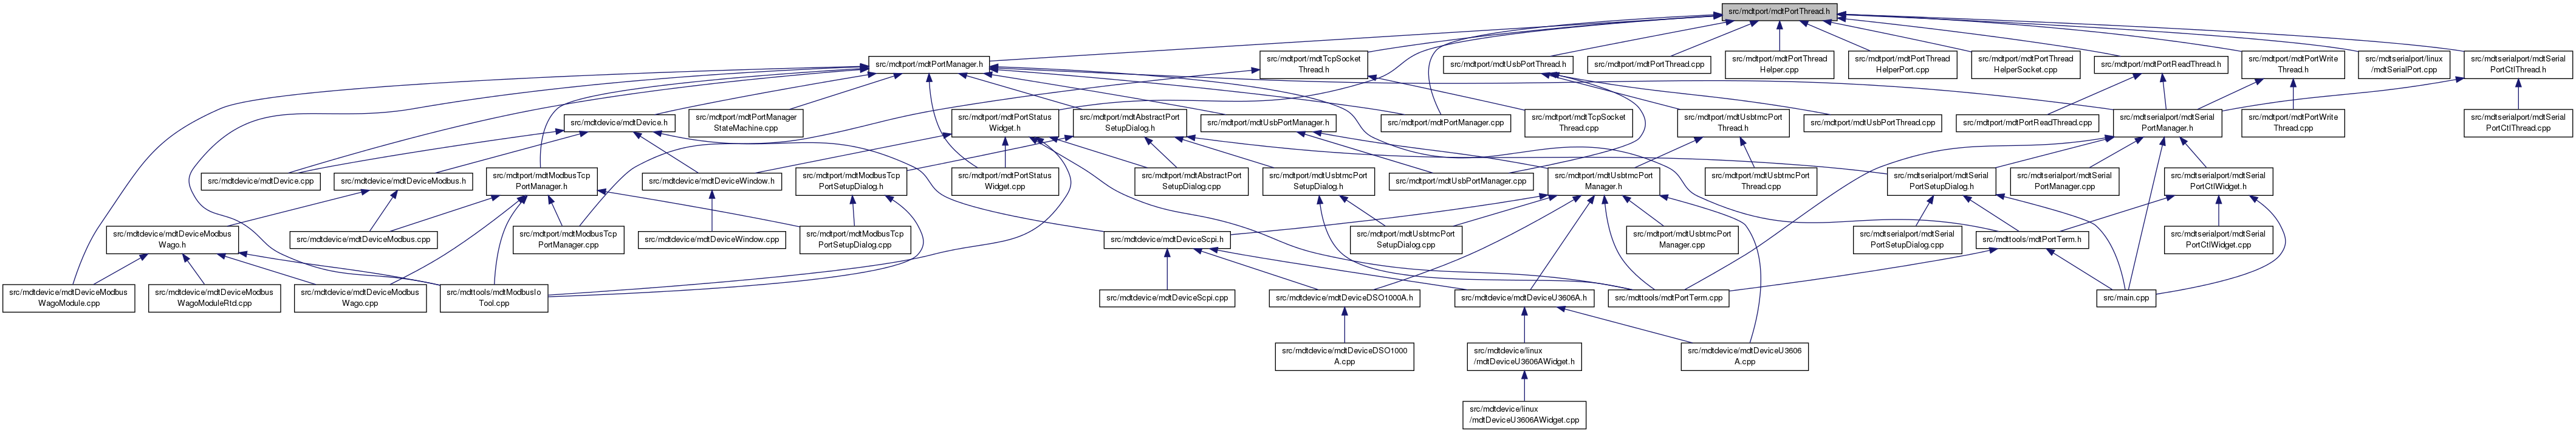 src/mdtport/mdtPortThread.h
src/mdtport/mdtPortManager.h
src/mdtport/mdtTcpSocket
Thread.h
src/mdtport/mdtUsbPortThread.h
src/mdtport/mdtPortThread.cpp
src/mdtport/mdtPortThread
Helper.cpp
src/mdtport/mdtPortThread
HelperPort.cpp
src/mdtport/mdtPortThread
HelperSocket.cpp
src/mdtport/mdtPortReadThread.h
src/mdtport/mdtPortWrite
Thread.h
src/mdtserialport/linux
/mdtSerialPort.cpp
src/mdtserialport/mdtSerial
PortCtlThread.h
src/mdtdevice/mdtDevice.h
src/mdtport/mdtPortManager
StateMachine.cpp
src/mdtport/mdtPortStatus
Widget.h
src/mdtport/mdtAbstractPort
SetupDialog.h
src/mdtport/mdtUsbPortManager.h
src/mdtport/mdtPortManager.cpp
src/mdtport/mdtTcpSocket
Thread.cpp
src/mdtport/mdtUsbtmcPort
Thread.h
src/mdtport/mdtUsbPortThread.cpp
src/mdtport/mdtPortReadThread.cpp
src/mdtserialport/mdtSerial
PortManager.h
src/mdtport/mdtPortWrite
Thread.cpp
src/mdtserialport/mdtSerial
PortCtlThread.cpp
src/mdtdevice/mdtDevice.cpp
src/mdtdevice/mdtDeviceModbus.h
src/mdtport/mdtModbusTcp
PortManager.h
src/mdtdevice/mdtDeviceWindow.h
src/mdtport/mdtModbusTcp
PortSetupDialog.h
src/mdtport/mdtPortStatus
Widget.cpp
src/mdtport/mdtAbstractPort
SetupDialog.cpp
src/mdtport/mdtUsbtmcPort
SetupDialog.h
src/mdtport/mdtUsbPortManager.cpp
src/mdtport/mdtUsbtmcPort
Manager.h
src/mdtport/mdtUsbtmcPort
Thread.cpp
src/mdtserialport/mdtSerial
PortSetupDialog.h
src/mdtserialport/mdtSerial
PortManager.cpp
src/mdtserialport/mdtSerial
PortCtlWidget.h
src/mdtdevice/mdtDeviceModbus
Wago.h
src/mdtdevice/mdtDeviceModbus.cpp
src/mdtport/mdtModbusTcp
PortManager.cpp
src/mdtdevice/mdtDeviceWindow.cpp
src/mdtport/mdtModbusTcp
PortSetupDialog.cpp
src/mdtdevice/mdtDeviceScpi.h
src/mdtport/mdtUsbtmcPort
SetupDialog.cpp
src/mdtport/mdtUsbtmcPort
Manager.cpp
src/mdtserialport/mdtSerial
PortSetupDialog.cpp
src/mdttools/mdtPortTerm.h
src/mdtserialport/mdtSerial
PortCtlWidget.cpp
src/mdtdevice/mdtDeviceModbus
WagoModule.cpp
src/mdtdevice/mdtDeviceModbus
WagoModuleRtd.cpp
src/mdtdevice/mdtDeviceModbus
Wago.cpp
src/mdttools/mdtModbusIo
Tool.cpp
src/mdtdevice/mdtDeviceScpi.cpp
src/mdtdevice/mdtDeviceDSO1000A.h
src/mdtdevice/mdtDeviceU3606A.h
src/mdttools/mdtPortTerm.cpp
src/main.cpp
src/mdtdevice/mdtDeviceDSO1000
A.cpp
src/mdtdevice/linux
/mdtDeviceU3606AWidget.h
src/mdtdevice/mdtDeviceU3606
A.cpp
src/mdtdevice/linux
/mdtDeviceU3606AWidget.cpp